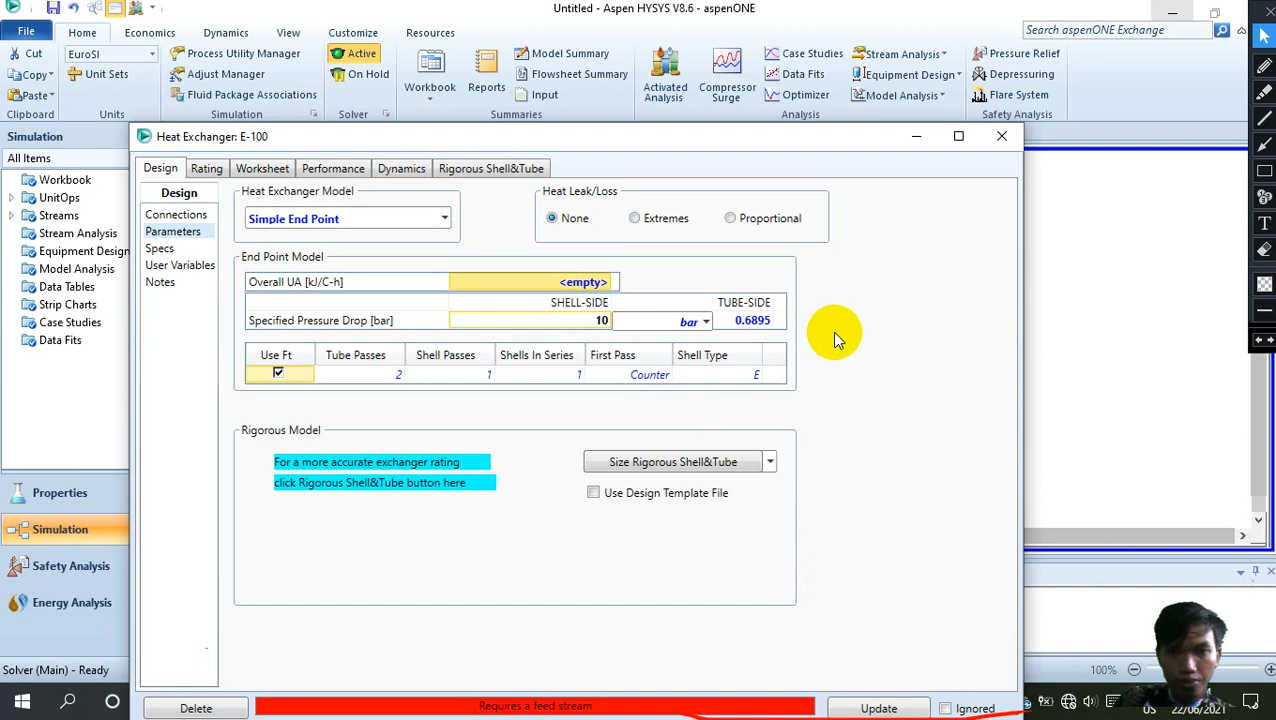 Untitled - Aspen HYSYS V8.6 - aspenONE
File Home Economics Dynamics View Customize Resources
Search aspenONE Exchange
Cut
Copy
Paste
Clipboard
EuroSI
Unit Sets
Units
Process Utility Manager
Adjust Manager
Fluid Package Associations
Simulation
Active
On Hold
Solver
Workbook
Reports
Model Summary
Flowsheet Summary
Input
Summaries
Activated Analysis
Compressor Surge
Case Studies
Data Fits
Stream Analysis
Equipment Design
Model Analysis
Analysis
Pressure Relief
Depressuring
Flare System
Safety Analysis
Simulation
All Items
Workbook
UnitOps
Streams
Stream Analysis
Equipment Design
Model Analysis
Data Tables
Strip Charts
Case Studies
Data Fits
Properties
Simulation
Safety Analysis
Energy Analysis
Solver (Main) - Ready
Heat Exchanger: E-100
Design Rating Worksheet Performance Dynamics Rigorous Shell&Tube
Design
Connections
Parameters
Specs
User Variables
Notes
Heat Exchanger Model
Simple End Point
Heat Leak/Loss
None Extremes Proportional
End Point Model
Overall UA [kJ/C-h] <empty>
SHELL-SIDE TUBE-SIDE
Specified Pressure Drop [bar] 10 bar 0.6895
Use Ft Tube Passes Shell Passes Shells In Series First Pass Shell Type
2 1 1 Counter E
Rigorous Model
For a more accurate exchanger rating
click Rigorous Shell&Tube button here
Size Rigorous Shell&Tube
Use Design Template File
Delete
Requires a feed stream
Update
Ignored
100%
22/06/2021